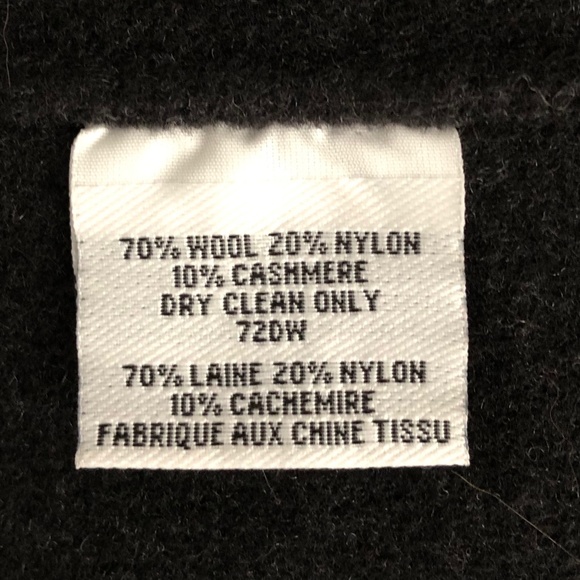 70% WOOL 20% NYLON
10% CASHMERE
DRY CLEAN ONLY
72DW
70% LAINE 20% NYLON
10% CACHEMIRE
FABRIQUE AUX CHINE TISSU